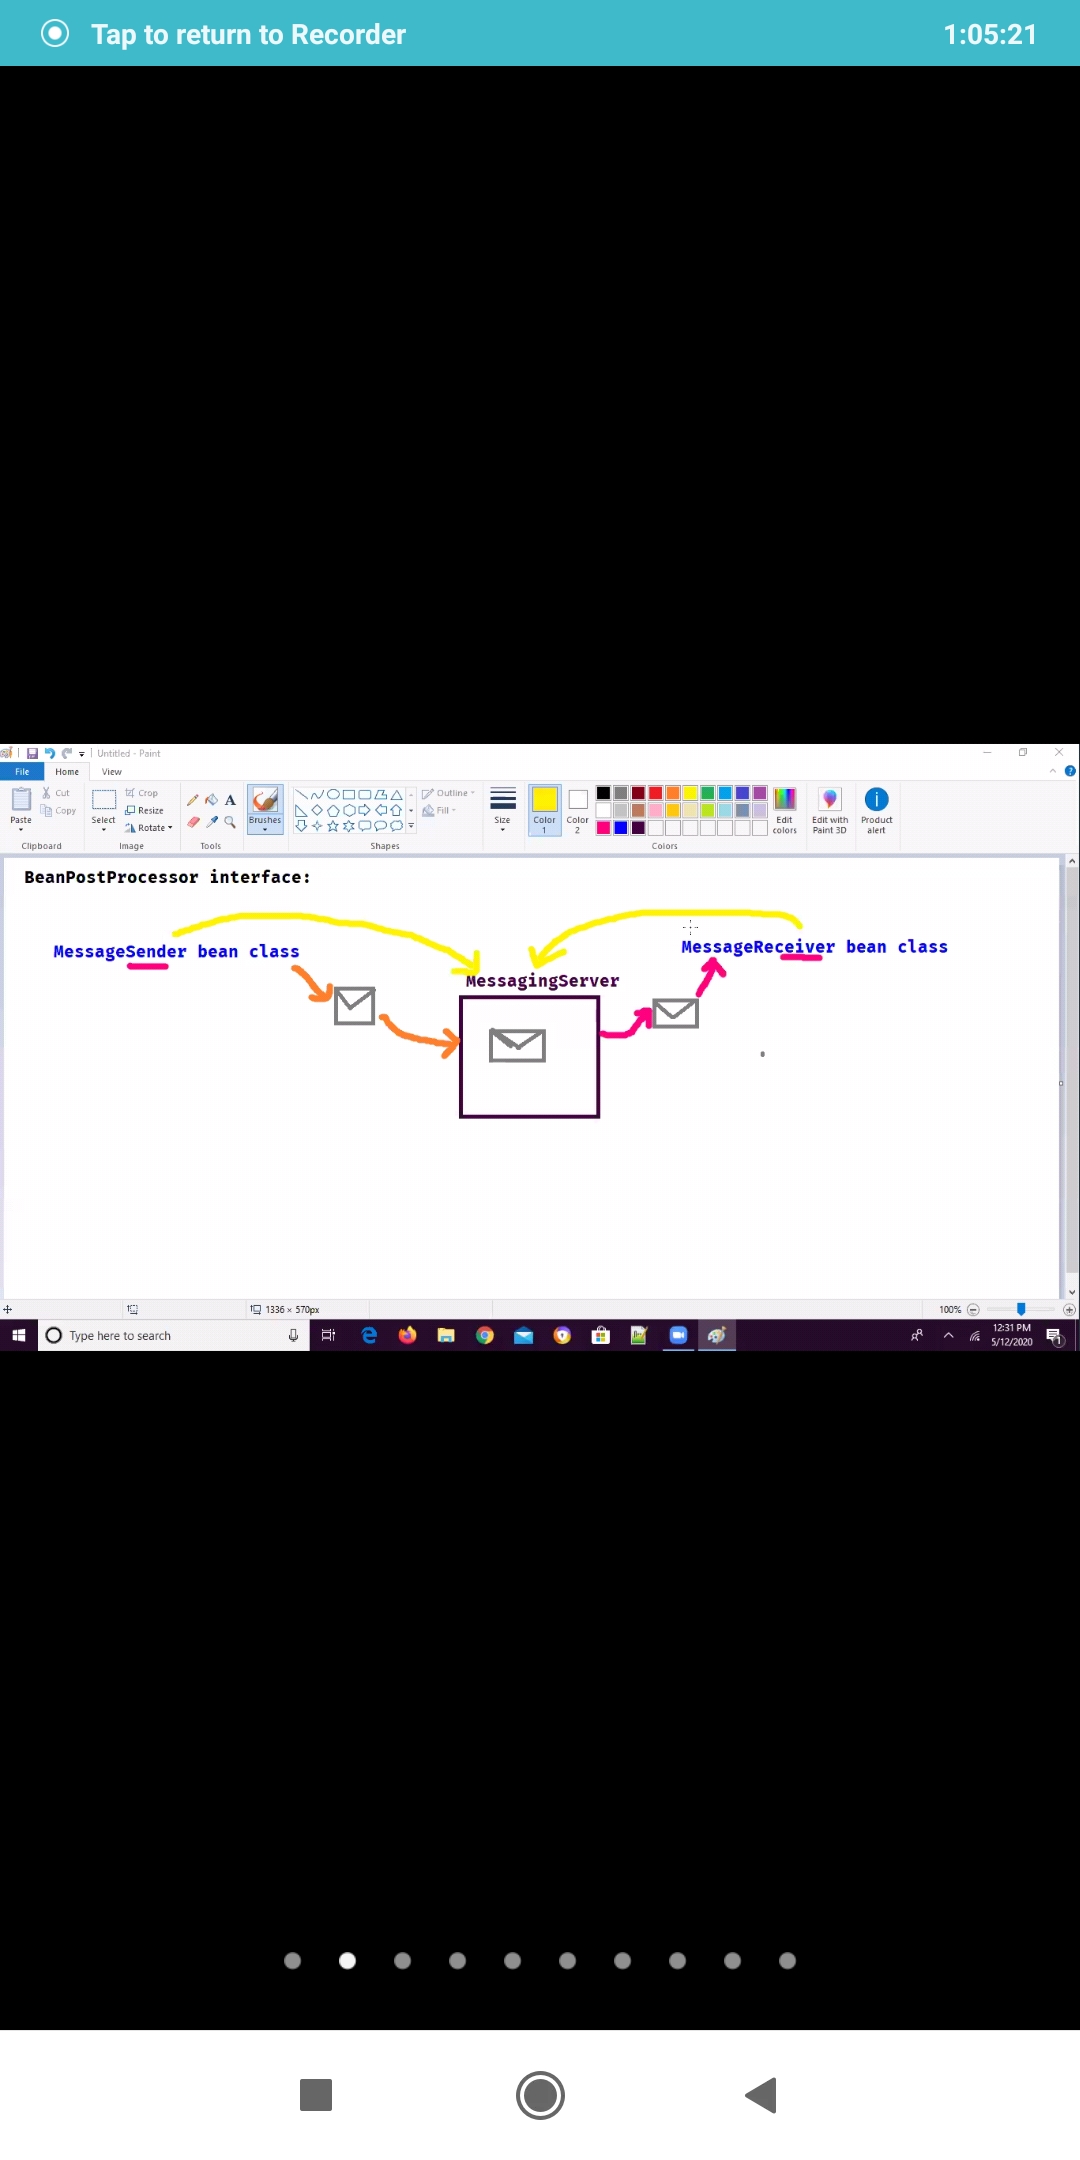 Tap to return to Recorder 1:05:21
Untitled - Paint
File Home View
Cut
Copy
Paste
Clipboard
Select
Crop
Resize
Rotate
Image
A
Tools
Brushes
Shapes
Outline
Fill
Size
Color 1
Color 2
Colors
Edit colors
Edit with Paint 3D
Product alert
BeanPostProcessor interface:
MessageSender bean class
MessageReceiver bean class
MessagingServer
1336 × 570px
100%
Type here to search
12:31 PM
5/12/2020
1